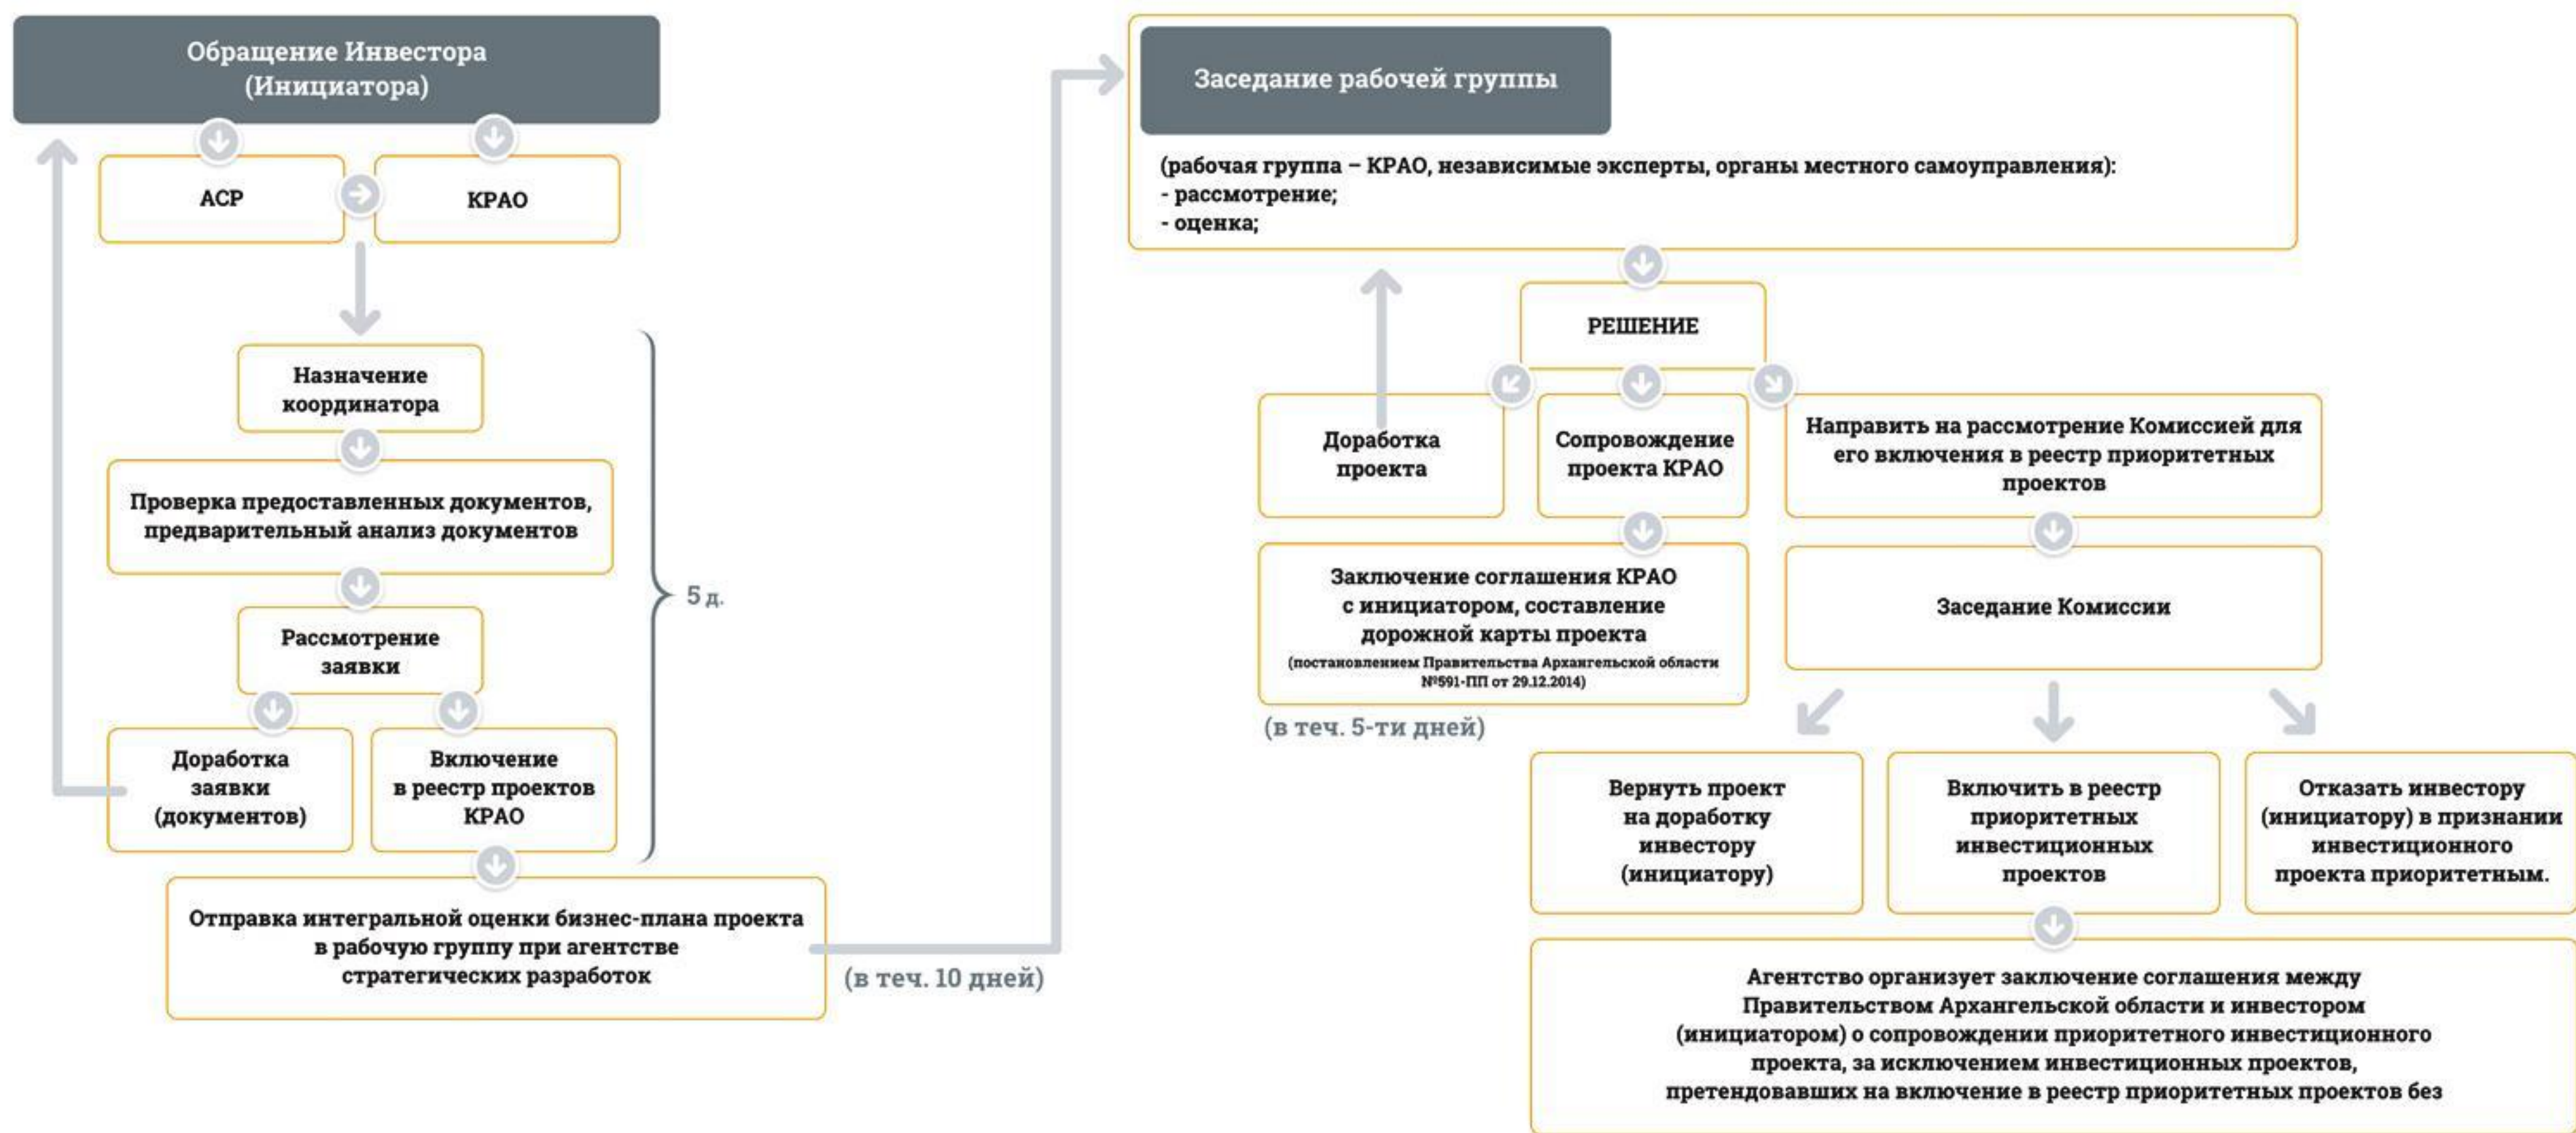 Обращение Инвестора
(Инициатора)
АСР
КРАО
Назначение
координатора
Проверка предоставленных документов,
предварительный анализ документов
Рассмотрение
заявки
5 д.
Доработка
заявки
(документов)
Включение
в реестр проектов
КРАО
Отправка интегральной оценки бизнес-плана проекта
в рабочую группу при агентстве
стратегических разработок
(в теч. 10 дней)
Заседание рабочей группы
(рабочая группа – КРАО, независимые эксперты, органы местного самоуправления):
- рассмотрение;
- оценка;
РЕШЕНИЕ
Доработка
проекта
Сопровождение
проекта КРАО
Направить на рассмотрение Комиссией для
его включения в реестр приоритетных
проектов
Заключение соглашения КРАО
с инициатором, составление
дорожной карты проекта
(постановлением Правительства Архангельской области
№591-ПП от 29.12.2014)
(в теч. 5-ти дней)
Заседание Комиссии
Вернуть проект
на доработку
инвестору
(инициатору)
Включить в реестр
приоритетных
инвестиционных
проектов
Отказать инвестору
(инициатору) в признании
инвестиционного
проекта приоритетным.
Агентство организует заключение соглашения между
Правительством Архангельской области и инвестором
(инициатором) о сопровождении приоритетного инвестиционного
проекта, за исключением инвестиционных проектов,
претендовавших на включение в реестр приоритетных проектов без